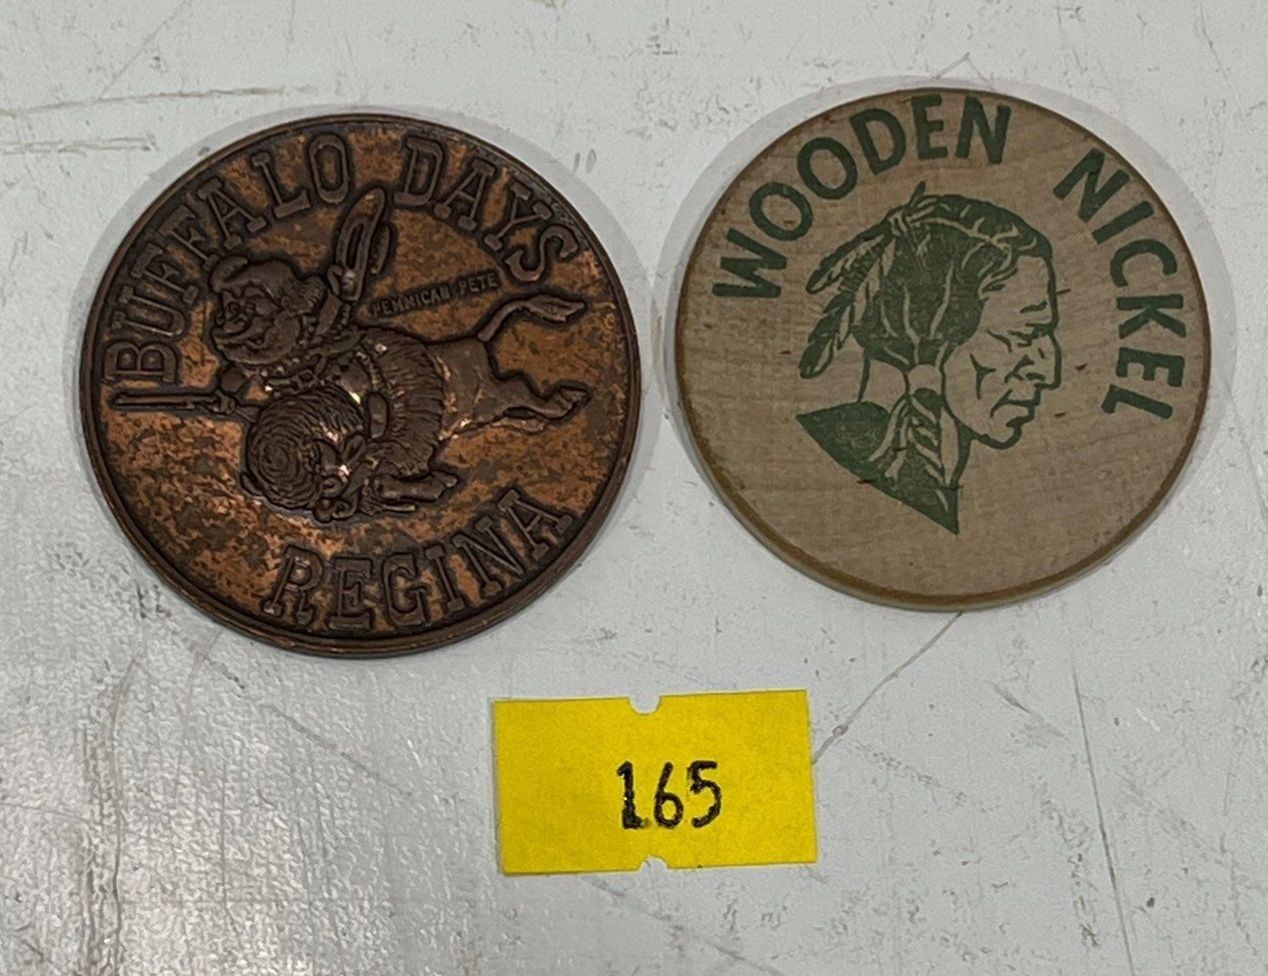 BUFFALO DAYS
PEMMICAN PETE
REGINA
WOODEN NICKEL
165